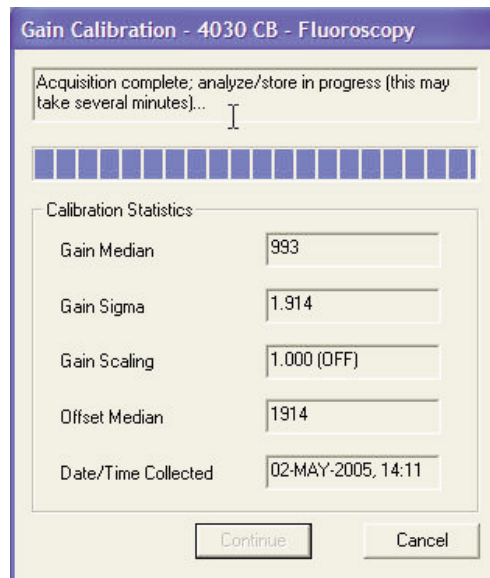 Gain Calibration - 4030 CB - Fluoroscopy
Acquisition complete; analyze/store in progress (this may
take several minutes)...
Calibration Statistics
Gain Median 993
Gain Sigma 1.914
Gain Scaling 1.000 (OFF)
Offset Median 1914
Date/Time Collected 02-MAY-2005, 14:11
Continue Cancel